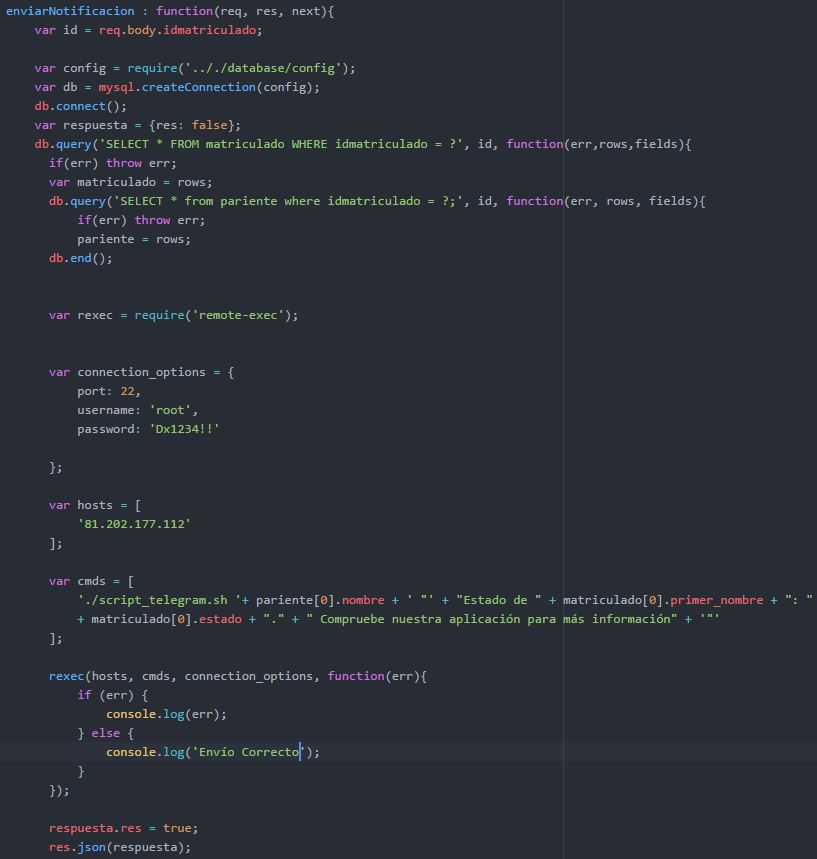 enviarNotificacion : function(req, res, next){
    var id = req.body.idmatriculado;
    var config = require('.././database/config');
    var db = mysql.createConnection(config);
    db.connect();
    var respuesta = {res: false};
    db.query('SELECT * FROM matriculado WHERE idmatriculado = ?', id, function(err,rows,fields){
      if(err) throw err;
      var matriculado = rows;
      db.query('SELECT * from pariente where idmatriculado = ?;', id, function(err, rows, fields){
          if(err) throw err;
          pariente = rows;
      db.end();
      var rexec = require('remote-exec');
      var connection_options = {
          port: 22,
          username: 'root',
          password: 'Dx1234!!'
      };
      var hosts = [
          '81.202.177.112'
      ];
      var cmds = [
          './script_telegram.sh '+ pariente[0].nombre + ' "' + "Estado de " + matriculado[0].primer_nombre + ": "
          + matriculado[0].estado + "." + " Compruebe nuestra aplicación para más información" + '"'
      ];
      rexec(hosts, cmds, connection_options, function(err){
          if (err) {
              console.log(err);
          } else {
              console.log('Envío Correcto');
          }
      });
      respuesta.res = true;
      res.json(respuesta);